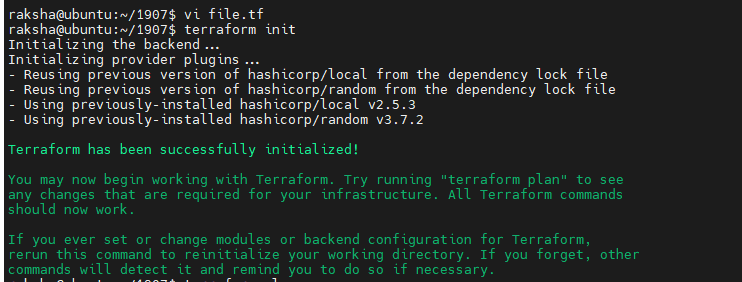 raksha@ubuntu:~/1907$ vi file.tf
raksha@ubuntu:~/1907$ terraform init
Initializing the backend...
Initializing provider plugins...
- Reusing previous version of hashicorp/local from the dependency lock file
- Reusing previous version of hashicorp/random from the dependency lock file
- Using previously-installed hashicorp/local v2.5.3
- Using previously-installed hashicorp/random v3.7.2
Terraform has been successfully initialized!
You may now begin working with Terraform. Try running "terraform plan" to see
any changes that are required for your infrastructure. All Terraform commands
should now work.
If you ever set or change modules or backend configuration for Terraform,
rerun this command to reinitialize your working directory. If you forget, other
commands will detect it and remind you to do so if necessary.